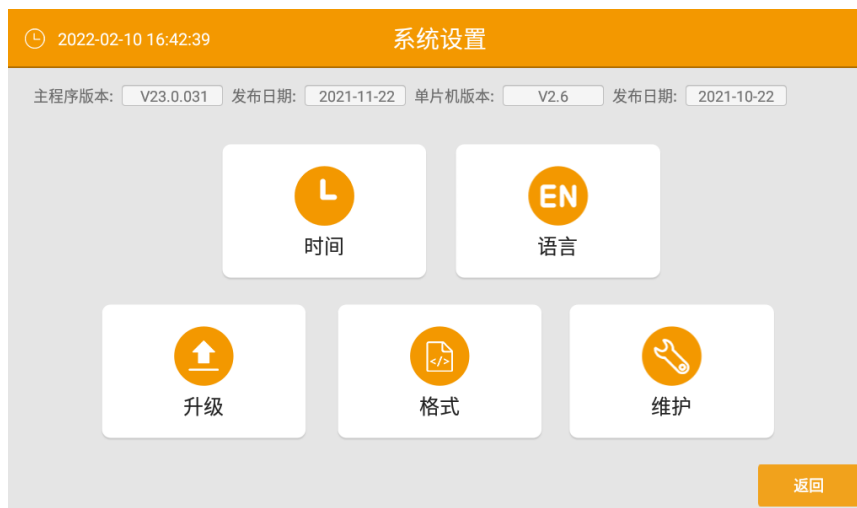 2022-02-10 16:42:39 系统设置
主程序版本: V23.0.031 发布日期: 2021-11-22 单片机版本: V2.6 发布日期: 2021-10-22
EN
时间 语言
</>
升级 格式 维护
返回